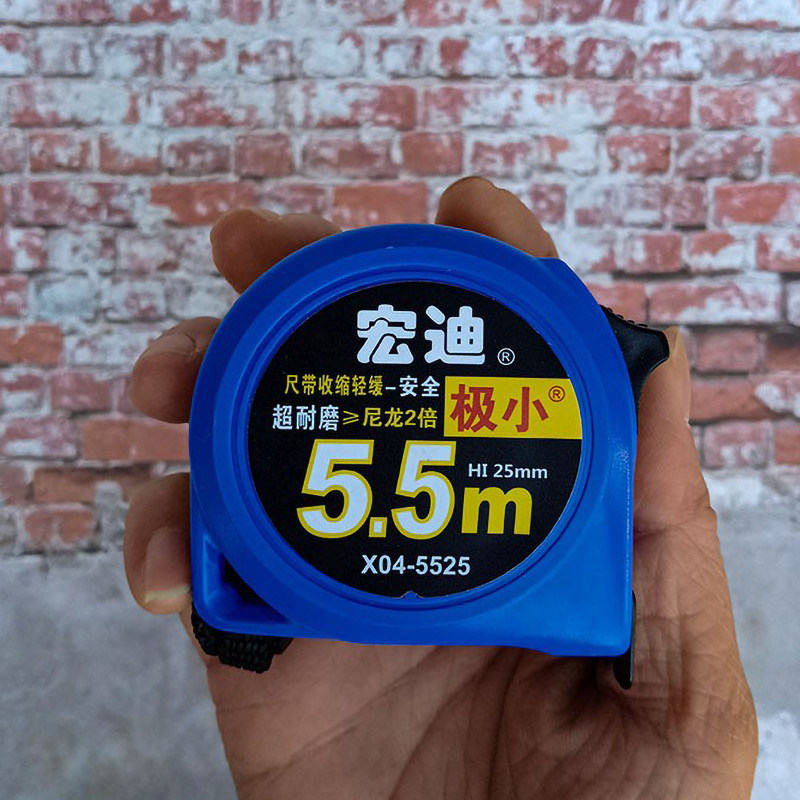 宏迪®
尺带收缩轻缓-安全
极小®
超耐磨≥尼龙2倍
5.5m
HI 25mm
X04-5525